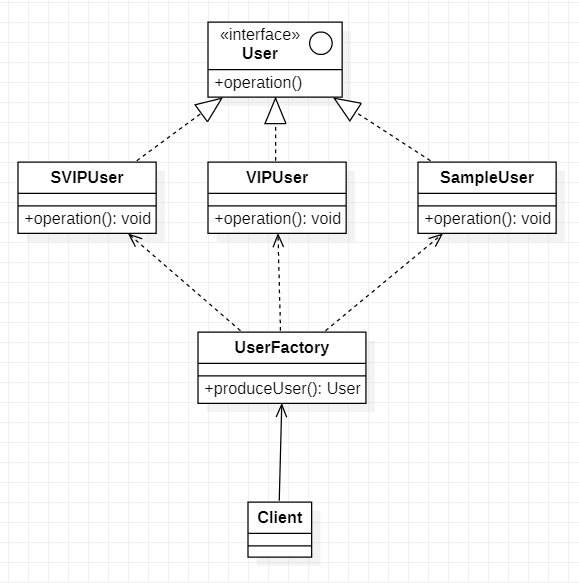 «interface»
User
+operation()
SVIPUser
+operation(): void
VIPUser
+operation(): void
SampleUser
+operation(): void
UserFactory
+produceUser(): User
Client